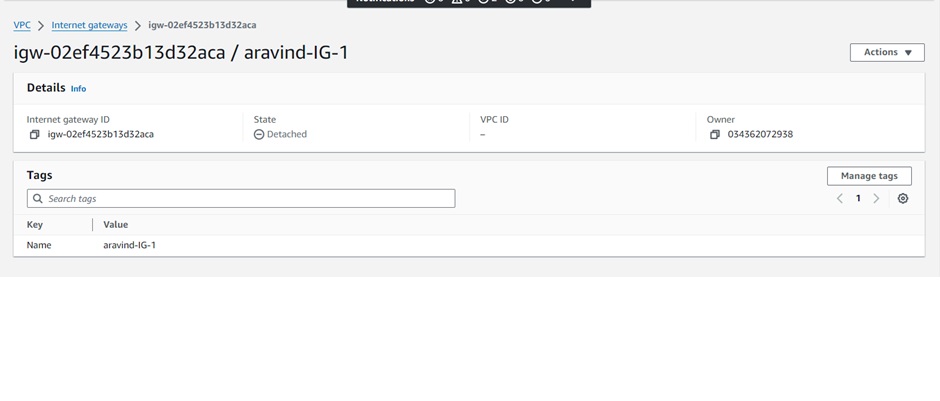 VPC > Internet gateways > igw-02ef4523b13d32aca
igw-02ef4523b13d32aca / aravind-IG-1
Actions ▼
Details Info
Internet gateway ID
igw-02ef4523b13d32aca
State
Detached
VPC ID
–
Owner
034362072938
Tags
Manage tags
Search tags
1
Key Value
Name aravind-IG-1